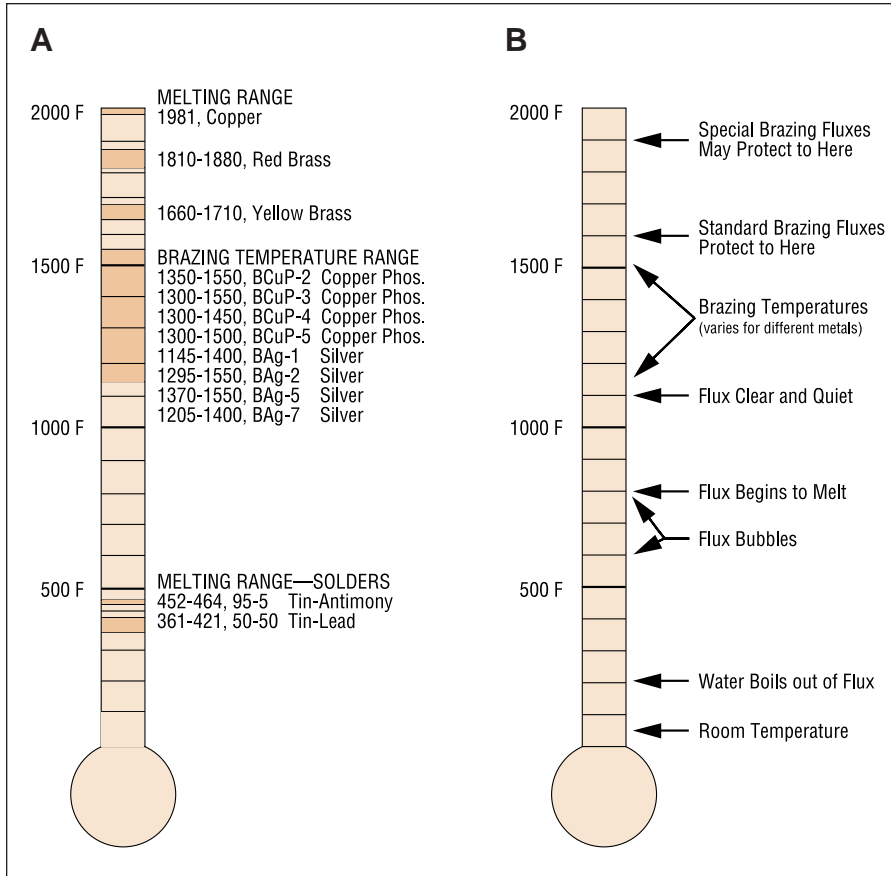 A
2000 F
1500 F
1000 F
500 F
MELTING RANGE
1981, Copper
1810-1880, Red Brass
1660-1710, Yellow Brass
BRAZING TEMPERATURE RANGE
1350-1550, BCuP-2 Copper Phos.
1300-1550, BCuP-3 Copper Phos.
1300-1450, BCuP-4 Copper Phos.
1300-1500, BCuP-5 Copper Phos.
1145-1400, BAg-1 Silver
1295-1550, BAg-2 Silver
1370-1550, BAg-5 Silver
1205-1400, BAg-7 Silver
MELTING RANGE—SOLDERS
452-464, 95-5 Tin-Antimony
361-421, 50-50 Tin-Lead
B
2000 F
1500 F
1000 F
500 F
Special Brazing Fluxes
May Protect to Here
Standard Brazing Fluxes
Protect to Here
Brazing Temperatures
(varies for different metals)
Flux Clear and Quiet
Flux Begins to Melt
Flux Bubbles
Water Boils out of Flux
Room Temperature